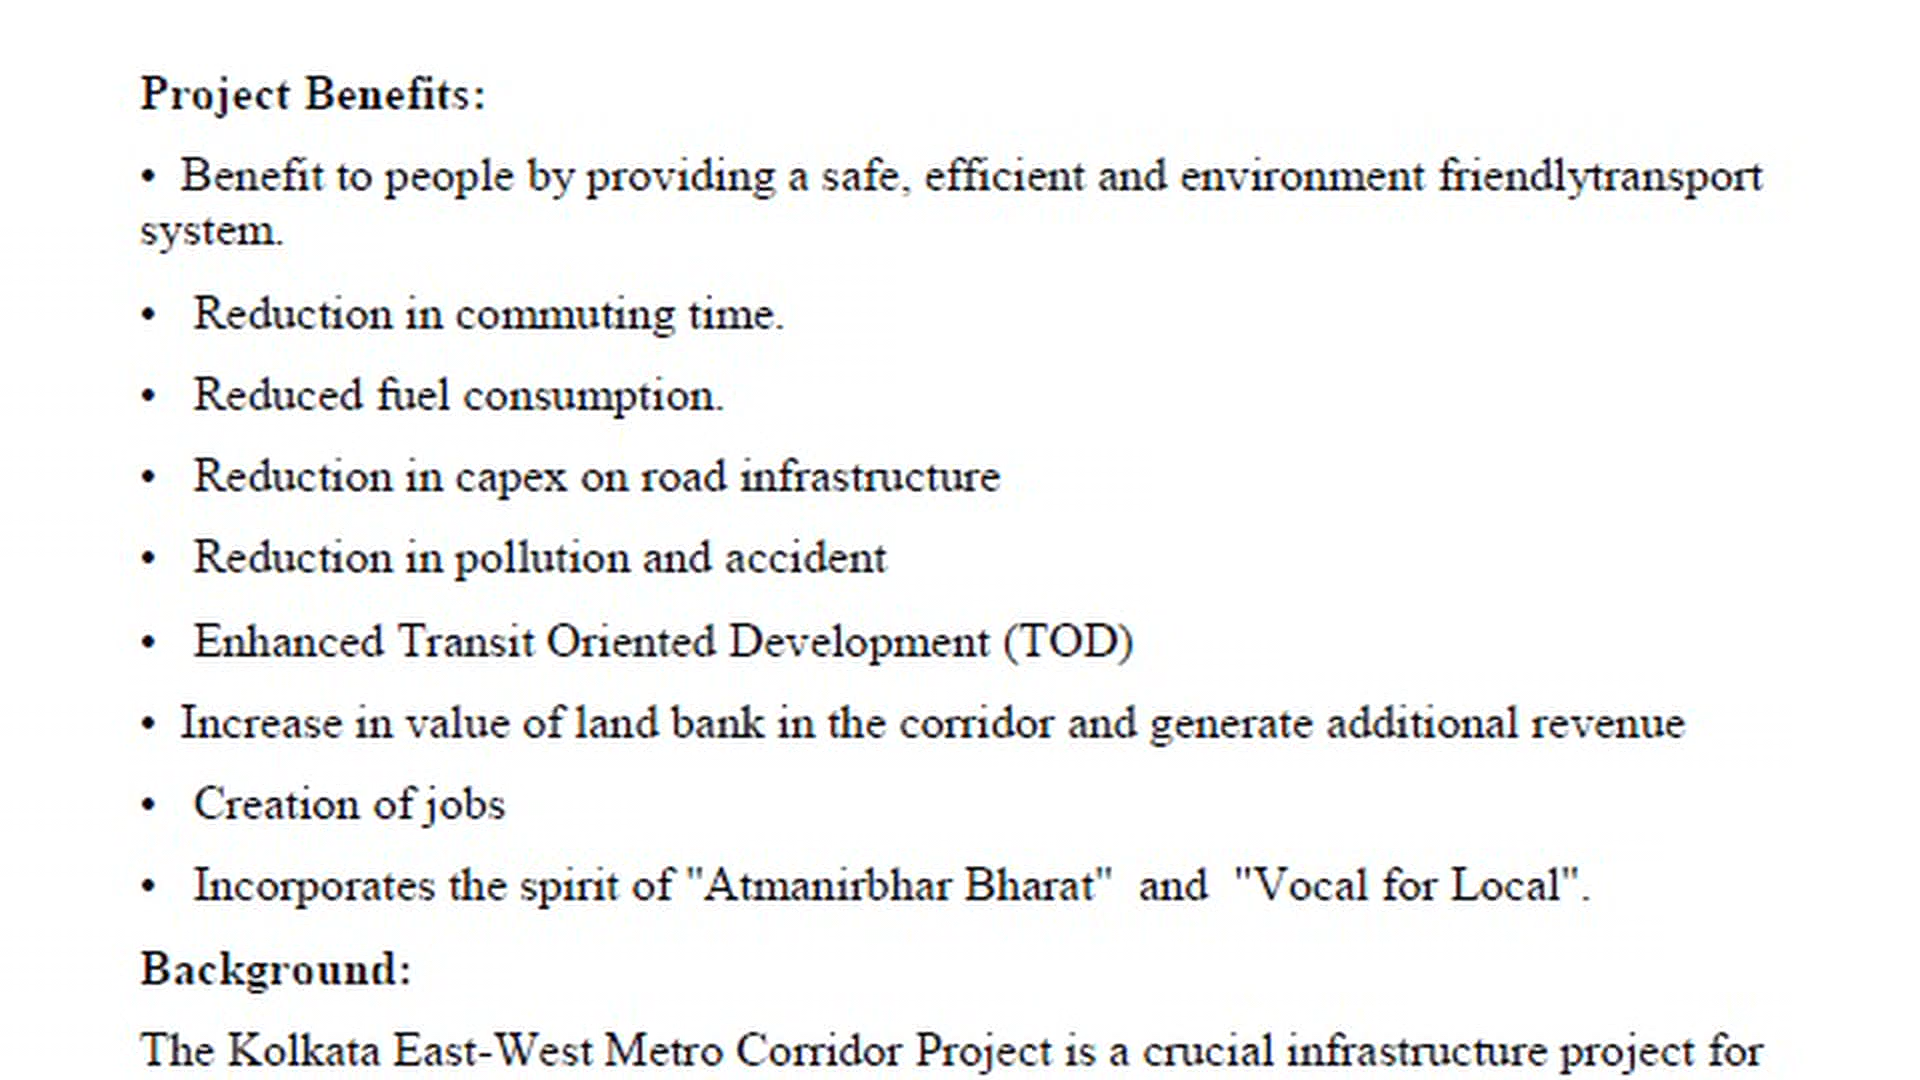 Project Benefits:
• Benefit to people by providing a safe, efficient and environment friendlytransport
system.
• Reduction in commuting time.
• Reduced fuel consumption.
• Reduction in capex on road infrastructure
• Reduction in pollution and accident
• Enhanced Transit Oriented Development (TOD)
• Increase in value of land bank in the corridor and generate additional revenue
• Creation of jobs
• Incorporates the spirit of "Atmanirbhar Bharat" and "Vocal for Local".
Background:
The Kolkata East-West Metro Corridor Project is a crucial infrastructure project for